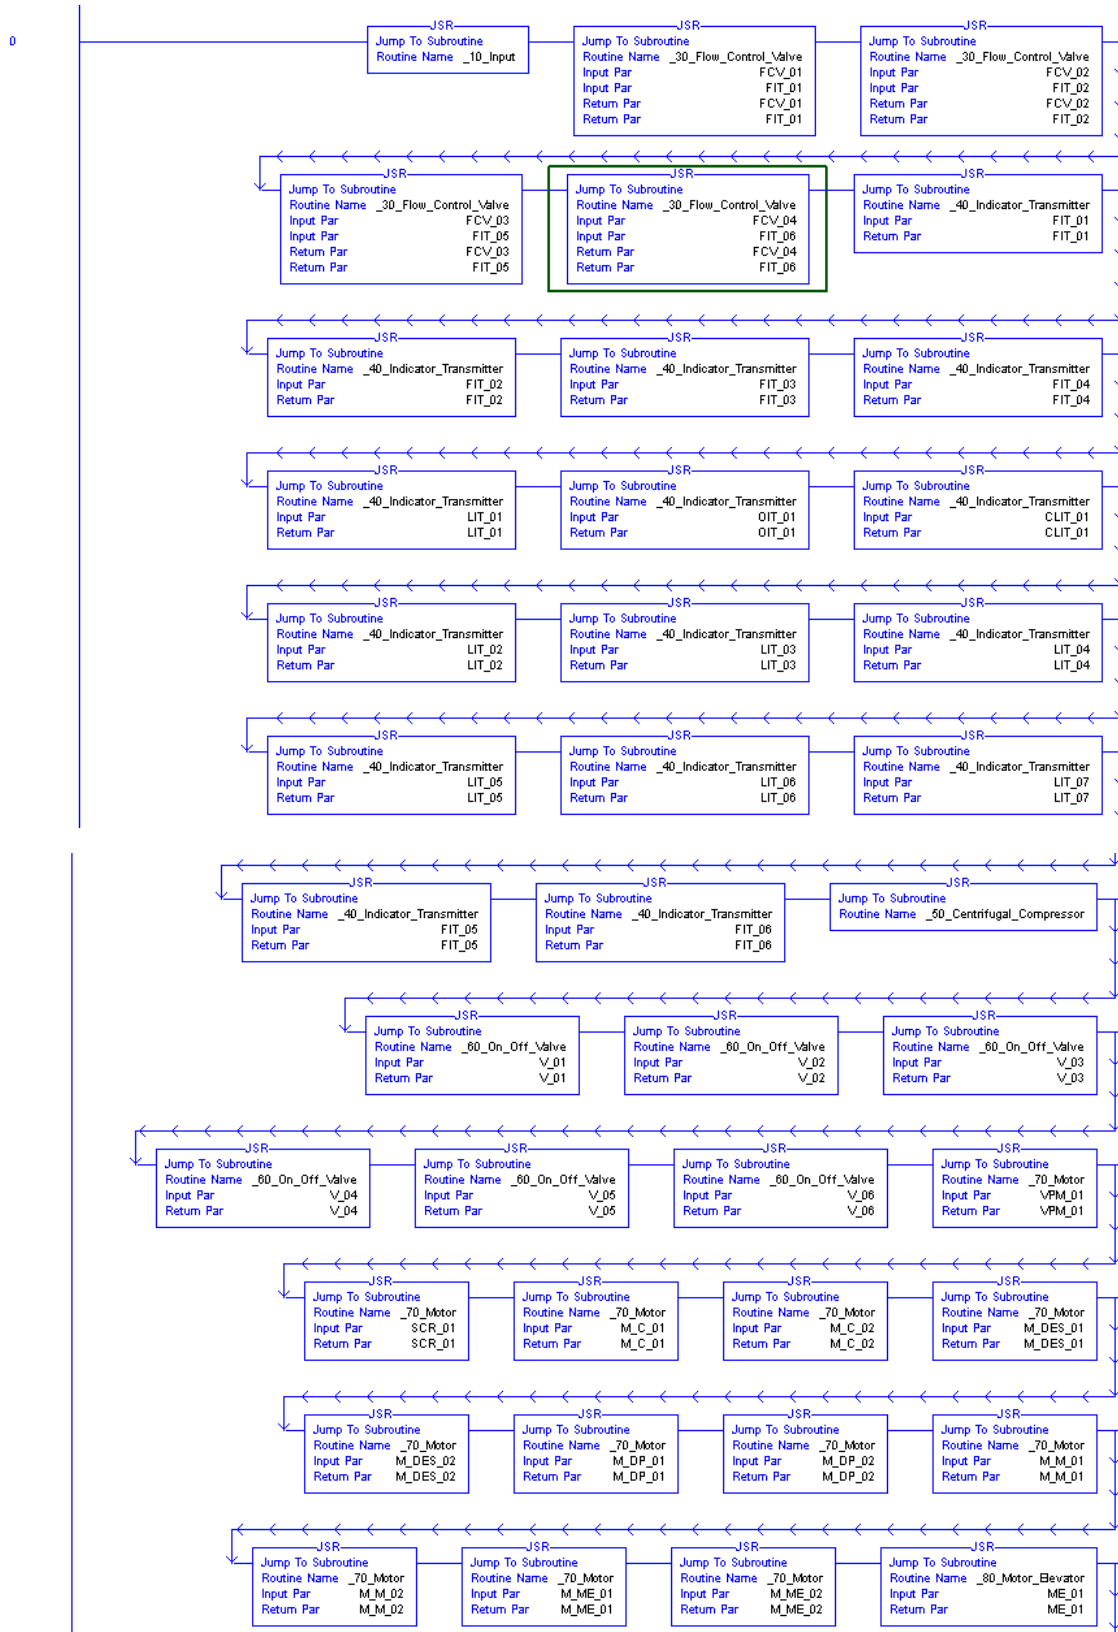 0
JSR
Jump To Subroutine
Routine Name _10_Input
JSR
Jump To Subroutine
Routine Name _30_Flow_Control_Valve
Input Par FCV_01
Input Par FIT_01
Return Par FCV_01
Return Par FIT_01
JSR
Jump To Subroutine
Routine Name _30_Flow_Control_Valve
Input Par FCV_02
Input Par FIT_02
Return Par FCV_02
Return Par FIT_02
JSR
Jump To Subroutine
Routine Name _30_Flow_Control_Valve
Input Par FCV_03
Input Par FIT_05
Return Par FCV_03
Return Par FIT_05
JSR
Jump To Subroutine
Routine Name _30_Flow_Control_Valve
Input Par FCV_04
Input Par FIT_06
Return Par FCV_04
Return Par FIT_06
JSR
Jump To Subroutine
Routine Name _40_Indicator_Transmitter
Input Par FIT_01
Return Par FIT_01
JSR
Jump To Subroutine
Routine Name _40_Indicator_Transmitter
Input Par FIT_02
Return Par FIT_02
JSR
Jump To Subroutine
Routine Name _40_Indicator_Transmitter
Input Par FIT_03
Return Par FIT_03
JSR
Jump To Subroutine
Routine Name _40_Indicator_Transmitter
Input Par FIT_04
Return Par FIT_04
JSR
Jump To Subroutine
Routine Name _40_Indicator_Transmitter
Input Par LIT_01
Return Par LIT_01
JSR
Jump To Subroutine
Routine Name _40_Indicator_Transmitter
Input Par OIT_01
Return Par OIT_01
JSR
Jump To Subroutine
Routine Name _40_Indicator_Transmitter
Input Par CLIT_01
Return Par CLIT_01
JSR
Jump To Subroutine
Routine Name _40_Indicator_Transmitter
Input Par LIT_02
Return Par LIT_02
JSR
Jump To Subroutine
Routine Name _40_Indicator_Transmitter
Input Par LIT_03
Return Par LIT_03
JSR
Jump To Subroutine
Routine Name _40_Indicator_Transmitter
Input Par LIT_04
Return Par LIT_04
JSR
Jump To Subroutine
Routine Name _40_Indicator_Transmitter
Input Par LIT_05
Return Par LIT_05
JSR
Jump To Subroutine
Routine Name _40_Indicator_Transmitter
Input Par LIT_06
Return Par LIT_06
JSR
Jump To Subroutine
Routine Name _40_Indicator_Transmitter
Input Par LIT_07
Return Par LIT_07
JSR
Jump To Subroutine
Routine Name _40_Indicator_Transmitter
Input Par FIT_05
Return Par FIT_05
JSR
Jump To Subroutine
Routine Name _40_Indicator_Transmitter
Input Par FIT_06
Return Par FIT_06
JSR
Jump To Subroutine
Routine Name _50_Centrifugal_Compressor
JSR
Jump To Subroutine
Routine Name _60_On_Off_Valve
Input Par V_01
Return Par V_01
JSR
Jump To Subroutine
Routine Name _60_On_Off_Valve
Input Par V_02
Return Par V_02
JSR
Jump To Subroutine
Routine Name _60_On_Off_Valve
Input Par V_03
Return Par V_03
JSR
Jump To Subroutine
Routine Name _60_On_Off_Valve
Input Par V_04
Return Par V_04
JSR
Jump To Subroutine
Routine Name _60_On_Off_Valve
Input Par V_05
Return Par V_05
JSR
Jump To Subroutine
Routine Name _60_On_Off_Valve
Input Par V_06
Return Par V_06
JSR
Jump To Subroutine
Routine Name _70_Motor
Input Par VPM_01
Return Par VPM_01
JSR
Jump To Subroutine
Routine Name _70_Motor
Input Par SCR_01
Return Par SCR_01
JSR
Jump To Subroutine
Routine Name _70_Motor
Input Par M_C_01
Return Par M_C_01
JSR
Jump To Subroutine
Routine Name _70_Motor
Input Par M_C_02
Return Par M_C_02
JSR
Jump To Subroutine
Routine Name _70_Motor
Input Par M_DES_01
Return Par M_DES_01
JSR
Jump To Subroutine
Routine Name _70_Motor
Input Par M_DES_02
Return Par M_DES_02
JSR
Jump To Subroutine
Routine Name _70_Motor
Input Par M_DP_01
Return Par M_DP_01
JSR
Jump To Subroutine
Routine Name _70_Motor
Input Par M_DP_02
Return Par M_DP_02
JSR
Jump To Subroutine
Routine Name _70_Motor
Input Par M_M_01
Return Par M_M_01
JSR
Jump To Subroutine
Routine Name _70_Motor
Input Par M_M_02
Return Par M_M_02
JSR
Jump To Subroutine
Routine Name _70_Motor
Input Par M_ME_01
Return Par M_ME_01
JSR
Jump To Subroutine
Routine Name _70_Motor
Input Par M_ME_02
Return Par M_ME_02
JSR
Jump To Subroutine
Routine Name _80_Motor_Elevator
Input Par ME_01
Return Par ME_01